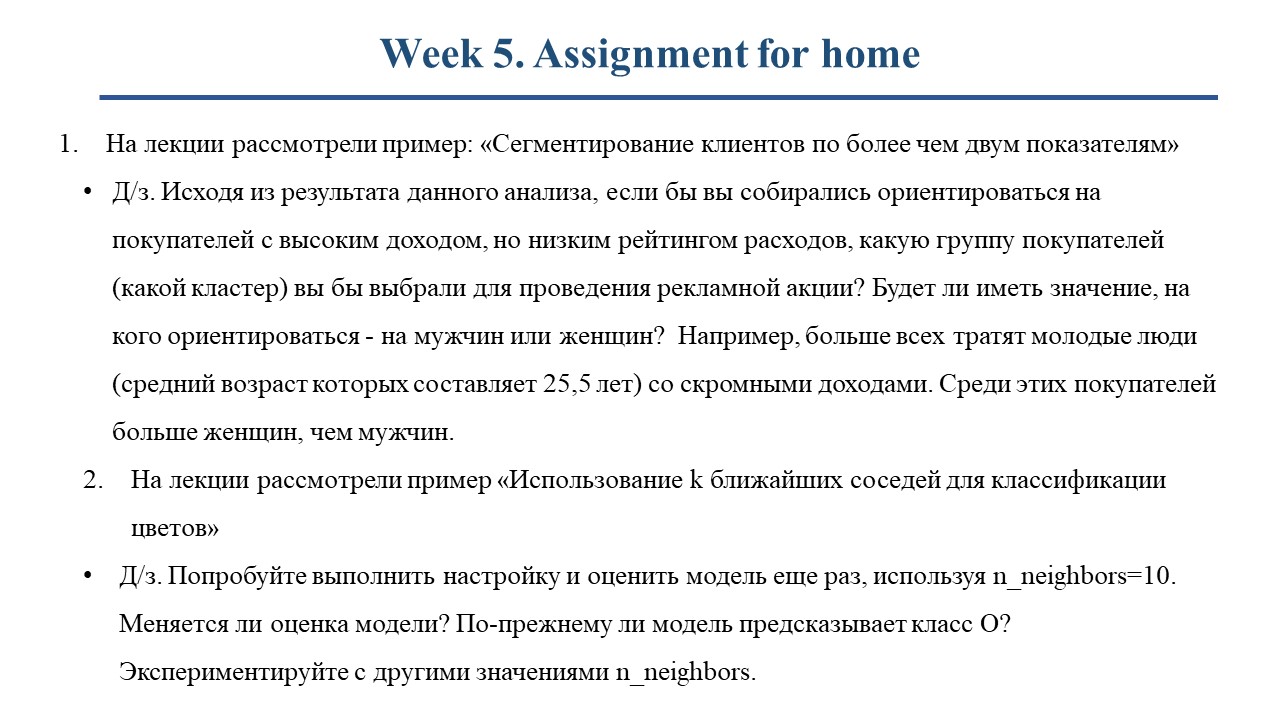 Week 5. Assignment for home
1. На лекции рассмотрели пример: «Сегментирование клиентов по более чем двум показателям»
• Д/з. Исходя из результата данного анализа, если бы вы собирались ориентироваться на
покупателей с высоким доходом, но низким рейтингом расходов, какую группу покупателей
(какой кластер) вы бы выбрали для проведения рекламной акции? Будет ли иметь значение, на
кого ориентироваться - на мужчин или женщин? Например, больше всех тратят молодые люди
(средний возраст которых составляет 25,5 лет) со скромными доходами. Среди этих покупателей
больше женщин, чем мужчин.
2. На лекции рассмотрели пример «Использование k ближайших соседей для классификации
цветов»
• Д/з. Попробуйте выполнить настройку и оценить модель еще раз, используя n_neighbors=10.
Меняется ли оценка модели? По-прежнему ли модель предсказывает класс О?
Экспериментируйте с другими значениями n_neighbors.